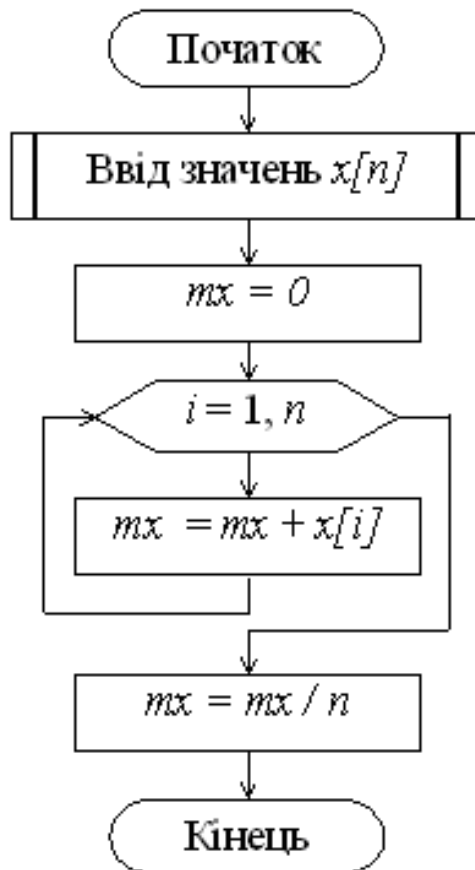 Початок
Ввід значень x[n]
mx = 0
i = 1, n
mx = mx + x[i]
mx = mx / n
Кінець